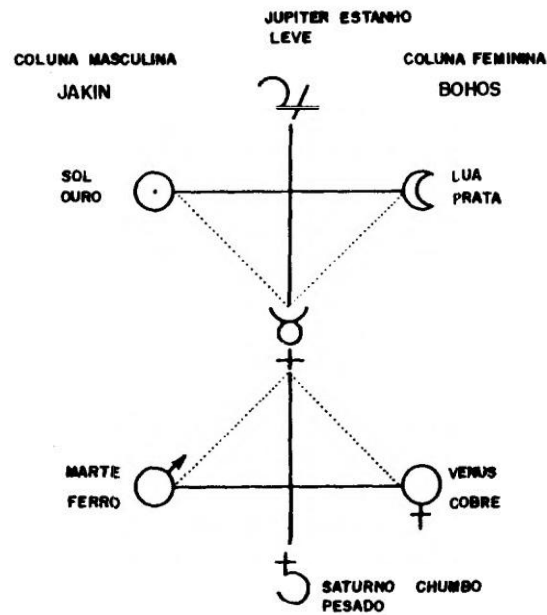 JUPITER ESTANHO
LEVE
COLUNA MASCULINA
JAKIN
COLUNA FEMININA
BOHOS
SOL
OURO
LUA
PRATA
MARTE
FERRO
VENUS
COBRE
SATURNO CHUMBO
PESADO